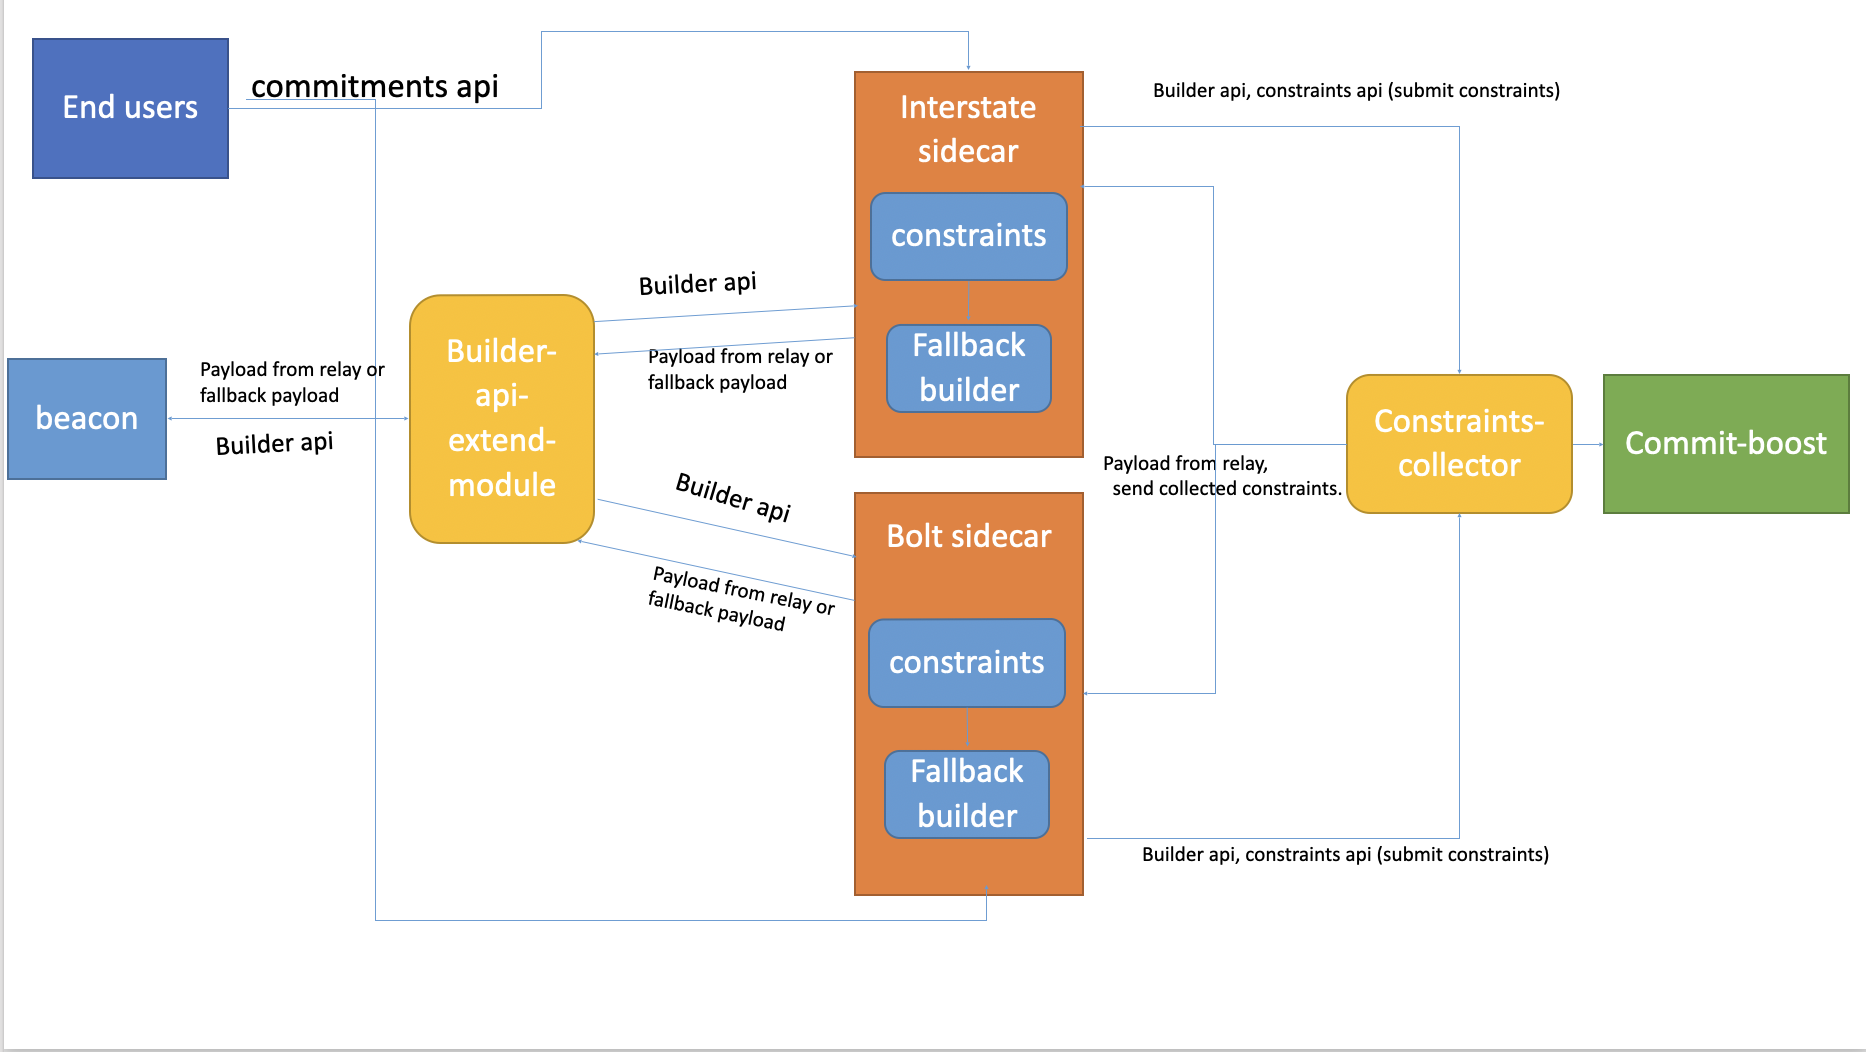 End users
commitments api
Interstate
sidecar
constraints
Fallback
builder
Builder api, constraints api (submit constraints)
Builder api
Payload from relay or
fallback payload
Builder-
api-
extend-
module
beacon
Payload from relay or
fallback payload
Builder api
Builder api
Payload from relay or
fallback payload
Bolt sidecar
constraints
Fallback
builder
Payload from relay,
send collected constraints.
Constraints-
collector
Commit-boost
Builder api, constraints api (submit constraints)